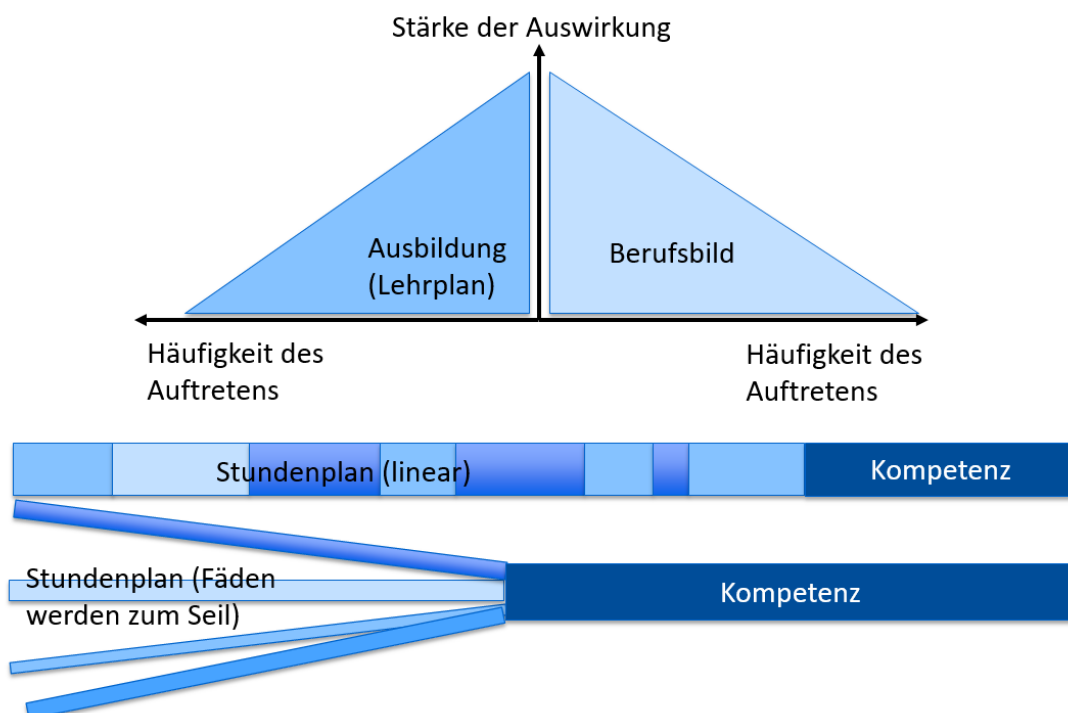 Stärke der Auswirkung
Ausbildung
(Lehrplan)
Berufsbild
Häufigkeit des
Auftretens
Häufigkeit des
Auftretens
Stundenplan (linear)
Kompetenz
Stundenplan (Fäden
werden zum Seil)
Kompetenz